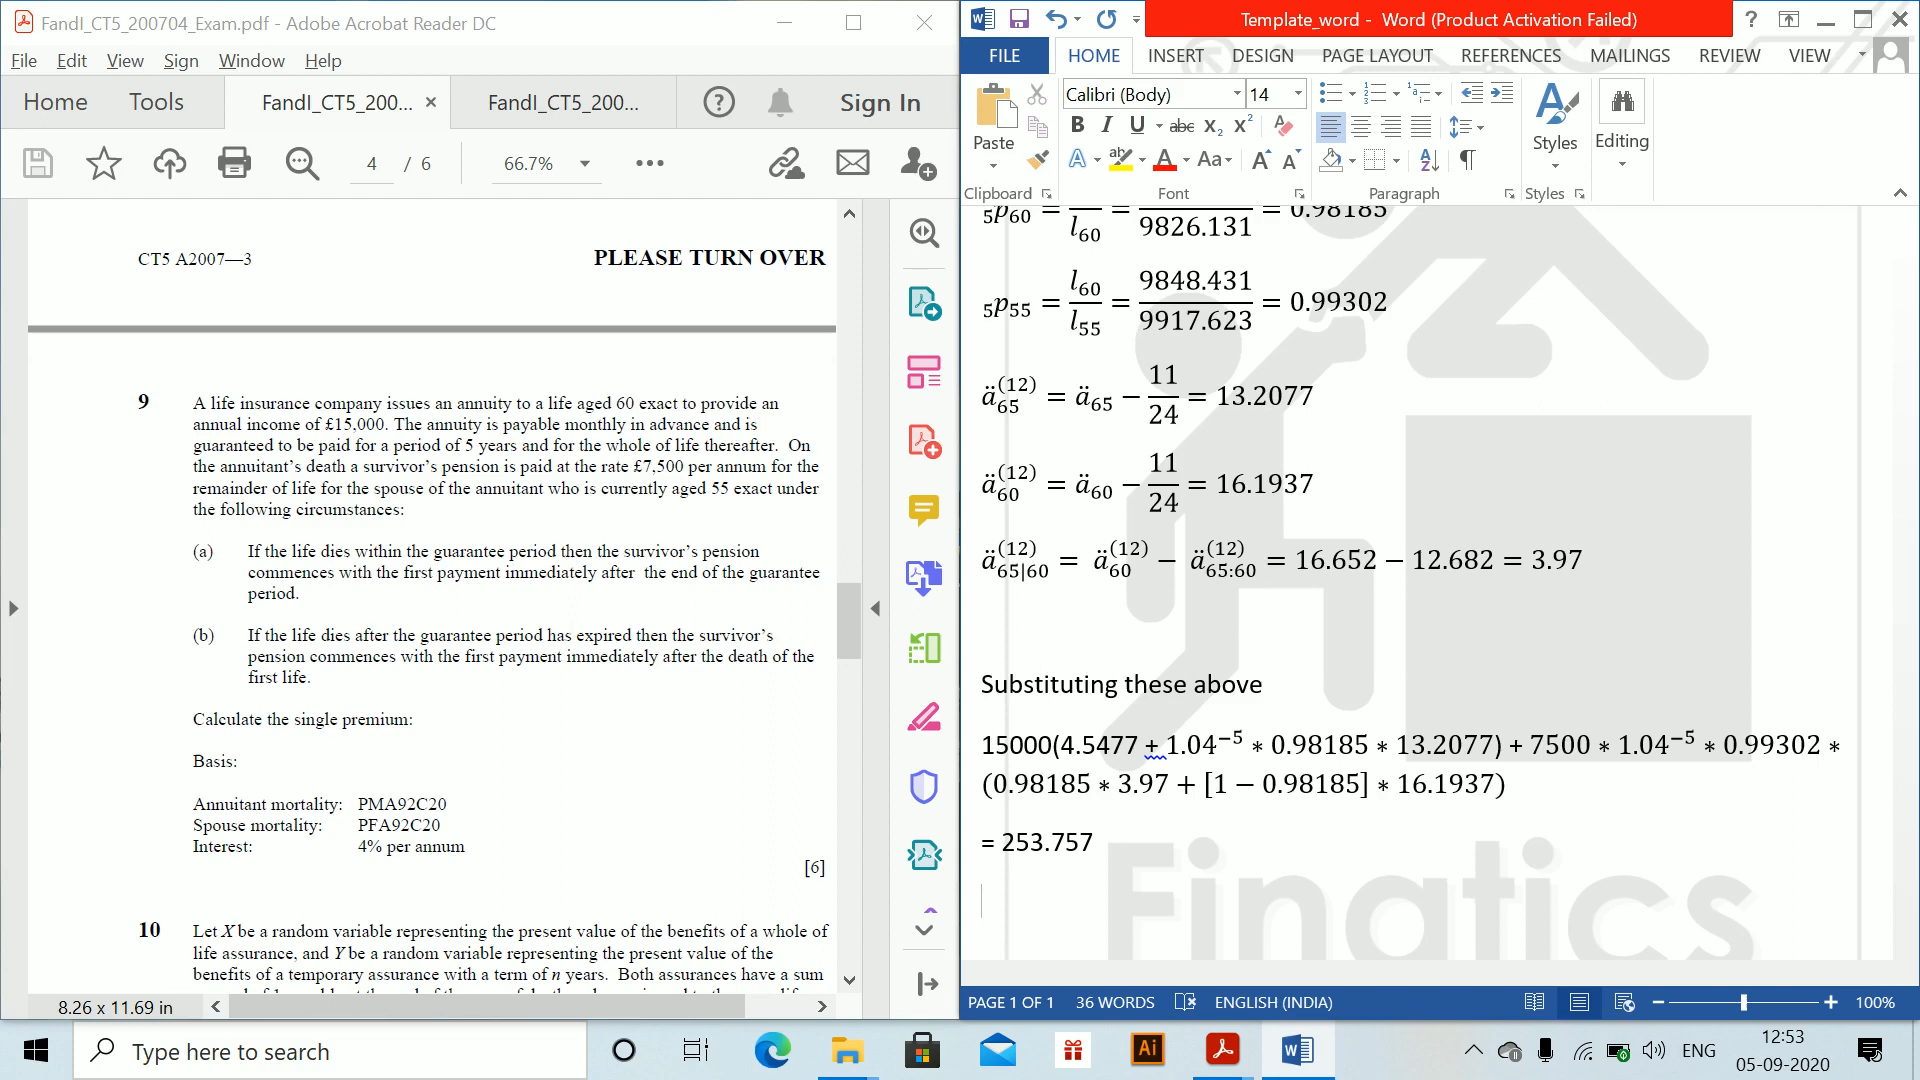 FandI_CT5_200704_Exam.pdf - Adobe Acrobat Reader DC
File Edit View Sign Window Help
Home Tools FandI_CT5_200... × FandI_CT5_200... Sign In
4 / 6 66.7%
CT5 A2007—3 PLEASE TURN OVER
9 A life insurance company issues an annuity to a life aged 60 exact to provide an
annual income of £15,000. The annuity is payable monthly in advance and is
guaranteed to be paid for a period of 5 years and for the whole of life thereafter. On
the annuitant's death a survivor's pension is paid at the rate £7,500 per annum for the
remainder of life for the spouse of the annuitant who is currently aged 55 exact under
the following circumstances:
(a) If the life dies within the guarantee period then the survivor's pension
commences with the first payment immediately after the end of the guarantee
period.
(b) If the life dies after the guarantee period has expired then the survivor's
pension commences with the first payment immediately after the death of the
first life.
Calculate the single premium:
Basis:
Annuitant mortality: PMA92C20
Spouse mortality: PFA92C20
Interest: 4% per annum
[6]
10 Let X be a random variable representing the present value of the benefits of a whole of
life assurance, and Y be a random variable representing the present value of the
benefits of a temporary assurance with a term of n years. Both assurances have a sum
8.26 x 11.69 in
Template_word - Word (Product Activation Failed)
FILE HOME INSERT DESIGN PAGE LAYOUT REFERENCES MAILINGS REVIEW VIEW
Calibri (Body) 14
Paste Styles Editing
Clipboard Font Paragraph Styles
₅p₆₀ = / l₆₀ = / 9826.131 = 0.98185
₅p₅₅ = l₆₀ / l₅₅ = 9848.431 / 9917.623 = 0.99302
ä₆₅⁽¹²⁾ = ä₆₅ − 11/24 = 13.2077
ä₆₀⁽¹²⁾ = ä₆₀ − 11/24 = 16.1937
ä₆₅|₆₀⁽¹²⁾ = ä₆₀⁽¹²⁾ − ä₆₅:₆₀⁽¹²⁾ = 16.652 − 12.682 = 3.97
Substituting these above
15000(4.5477 + 1.04⁻⁵ ∗ 0.98185 ∗ 13.2077) + 7500 ∗ 1.04⁻⁵ ∗ 0.99302 ∗
(0.98185 ∗ 3.97 + [1 − 0.98185] ∗ 16.1937)
= 253.757
Finatics
PAGE 1 OF 1 36 WORDS ENGLISH (INDIA) 100%
Type here to search
Ai
ENG
12:53
05-09-2020